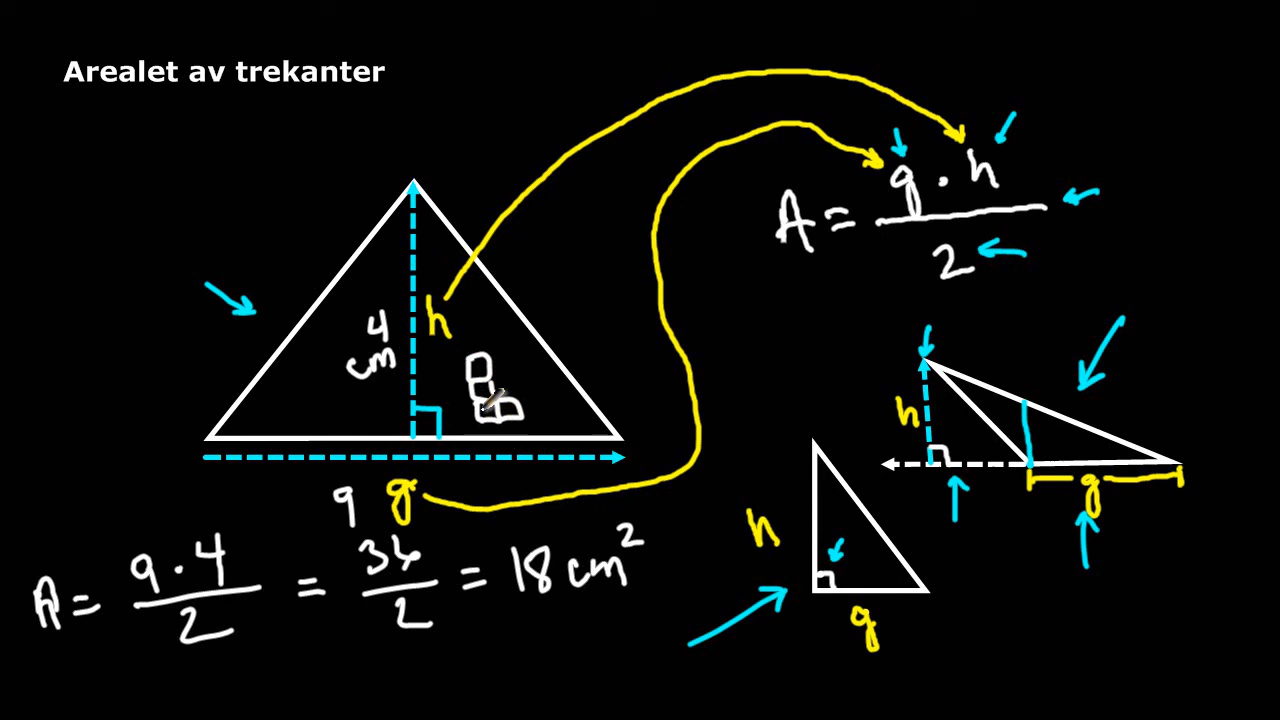 Arealet av trekanter
A = g · h / 2
h
4
cm
9 g
A = 9 · 4 / 2 = 36 / 2 = 18 cm²
h
g
h
g